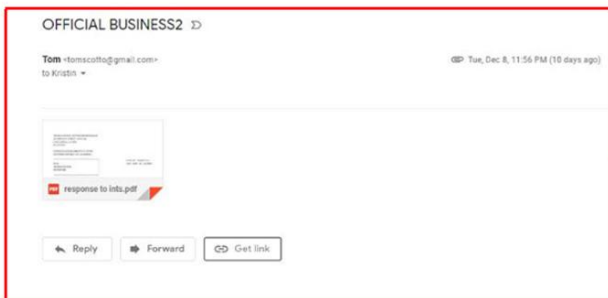 OFFICIAL BUSINESS2
Tom <tomscotto@gmail.com>
Tue, Dec 8, 11:56 PM (10 days ago)
to Kristin
PDF response to ints.pdf
Reply
Forward
Get link